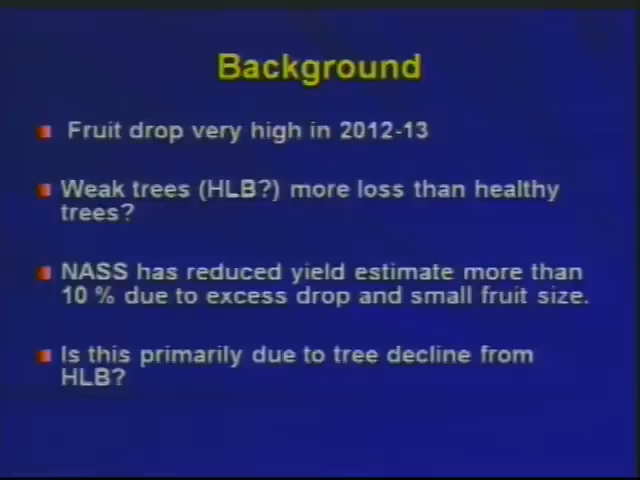 Background
Fruit drop very high in 2012-13
Weak trees (HLB?) more loss than healthy
trees?
NASS has reduced yield estimate more than
10 % due to excess drop and small fruit size.
Is this primarily due to tree decline from
HLB?